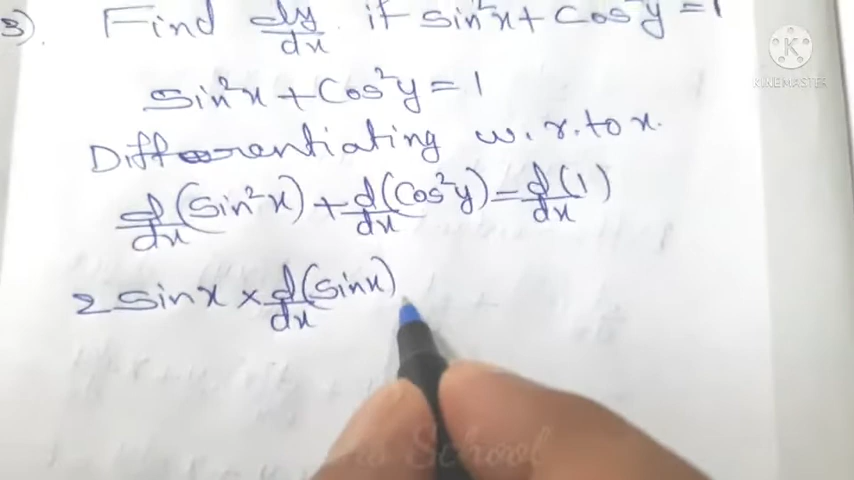 3). Find dy/dx if sin²x + Cos²y = 1
Sin²x + Cos²y = 1
Differentiating w.r.to x.
d/dx (Sin²x) + d/dx (Cos²y) = d/dx (1)
2 Sinx × d/dx (Sinx)
K
KINEMASTER
School